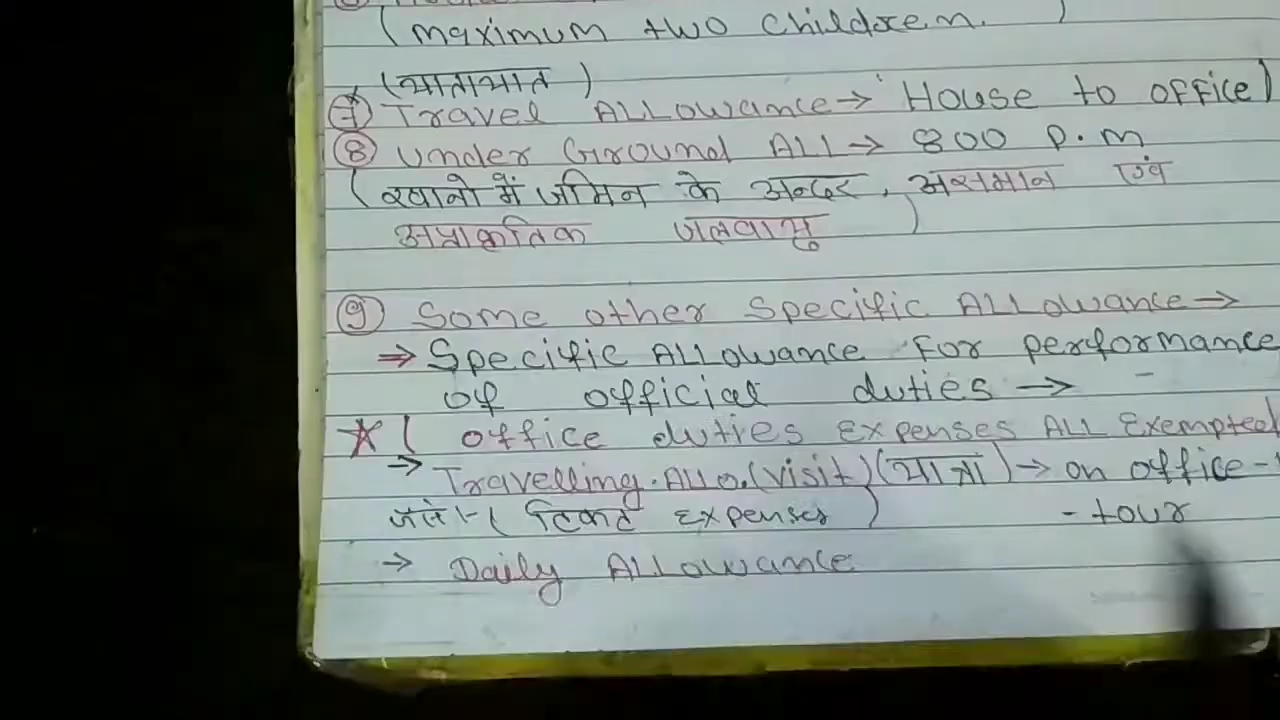 (maximum two children. )
(यातायात )
⑦ Travel Allowance → House to office)
⑧ Under Ground All → 800 P.m
(खानो में जमिन के अन्दर, असमान एवं
अप्राकृतिक जलवायु )
⑨ Some other Specific Allowance →
⇒ Specific Allowance For performance
of official duties → -
☆ ( office duties Expenses All Exempted
→ Travelling. Allo. (visit) (यात्रा) → on office -
जैसे :- ( टिकट Expenses ) - tour
→ Daily Allowance